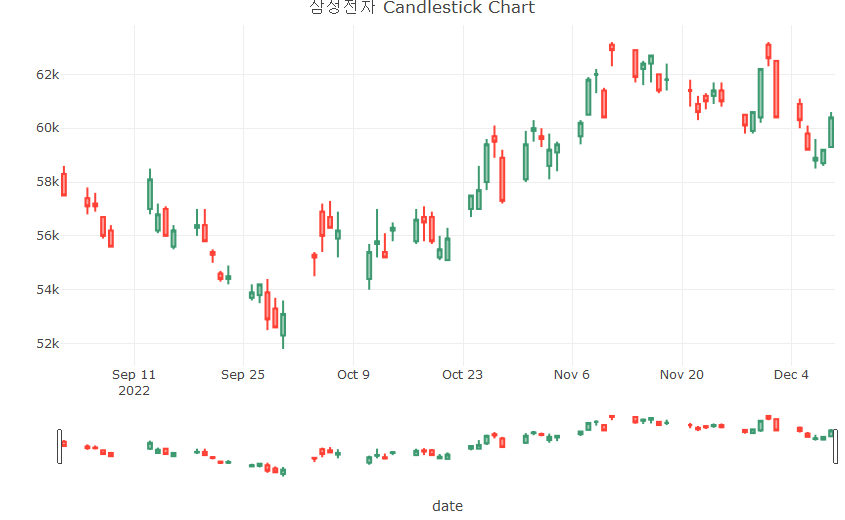 삼성전자 Candlestick Chart
62k
60k
58k
56k
54k
52k
Sep 11
2022
Sep 25
Oct 9
Oct 23
Nov 6
Nov 20
Dec 4
date